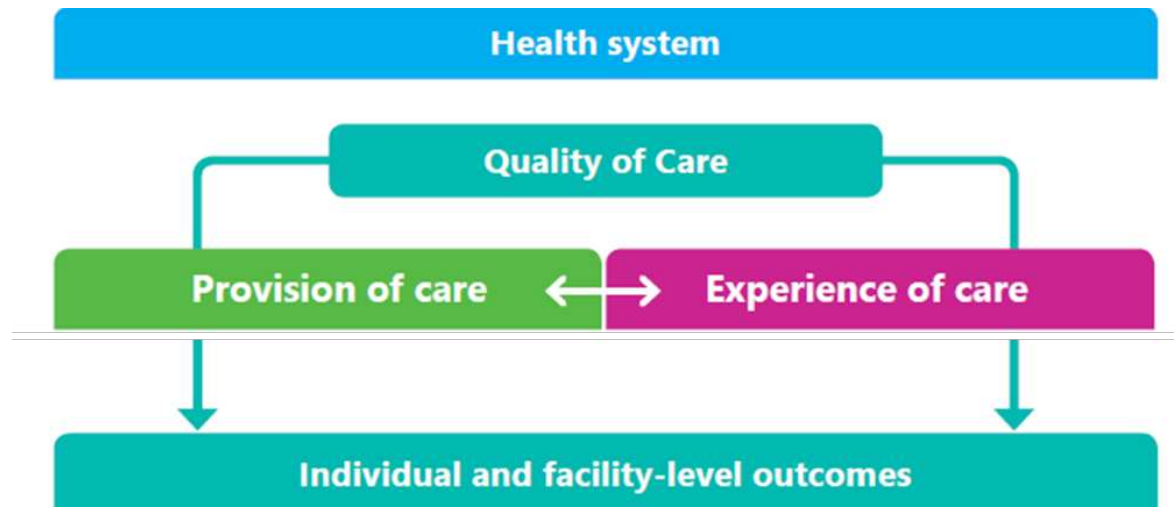 Health system
Quality of Care
Provision of care
Experience of care
Individual and facility-level outcomes